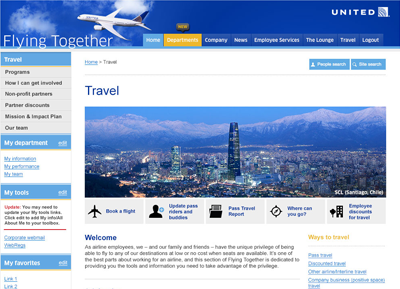 UNITED
Flying Together
NEW
Home
Departments
Company
News
Employee Services
The Lounge
Travel
Logout
Travel
Programs
How I can get involved
Non-profit partners
Partner discounts
Mission & Impact Plan
Our team
My department edit
My information
My performance
My team
My tools edit
Update: You may need to
update your My tools links.
Click edit to add My info/All
About Me to your toolbox.
Corporate webmail
WebRegs
My favorites edit
Link 1
Link 2
Home > Travel
People search
Site search
Travel
SCL (Santiago, Chile)
Book a flight
Update pass
riders and
buddies
Pass Travel
Report
Where can
you go?
Employee
discounts
for travel
Welcome
As airline employees, we – and our family and friends – have the unique privilege of being
able to fly to any of our destinations at low or no cost when seats are available. It's one of
the best parts about working for an airline, and this section of Flying Together is dedicated to
providing you the tools and information you need to take advantage of the privilege.
Ways to travel
Pass travel
Discounted travel
Other airline/interline travel
Company business (positive space)
travel